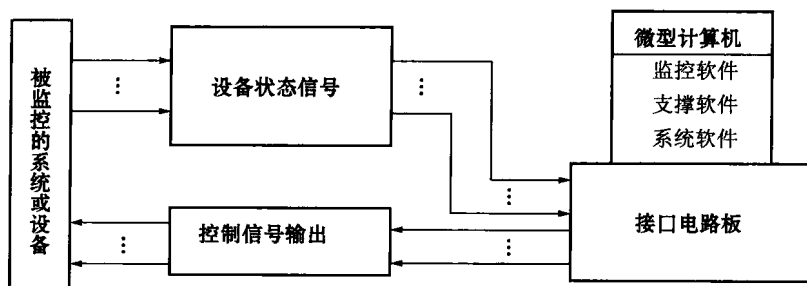 被监控的系统或设备
设备状态信号
控制信号输出
微型计算机
监控软件
支撑软件
系统软件
接口电路板